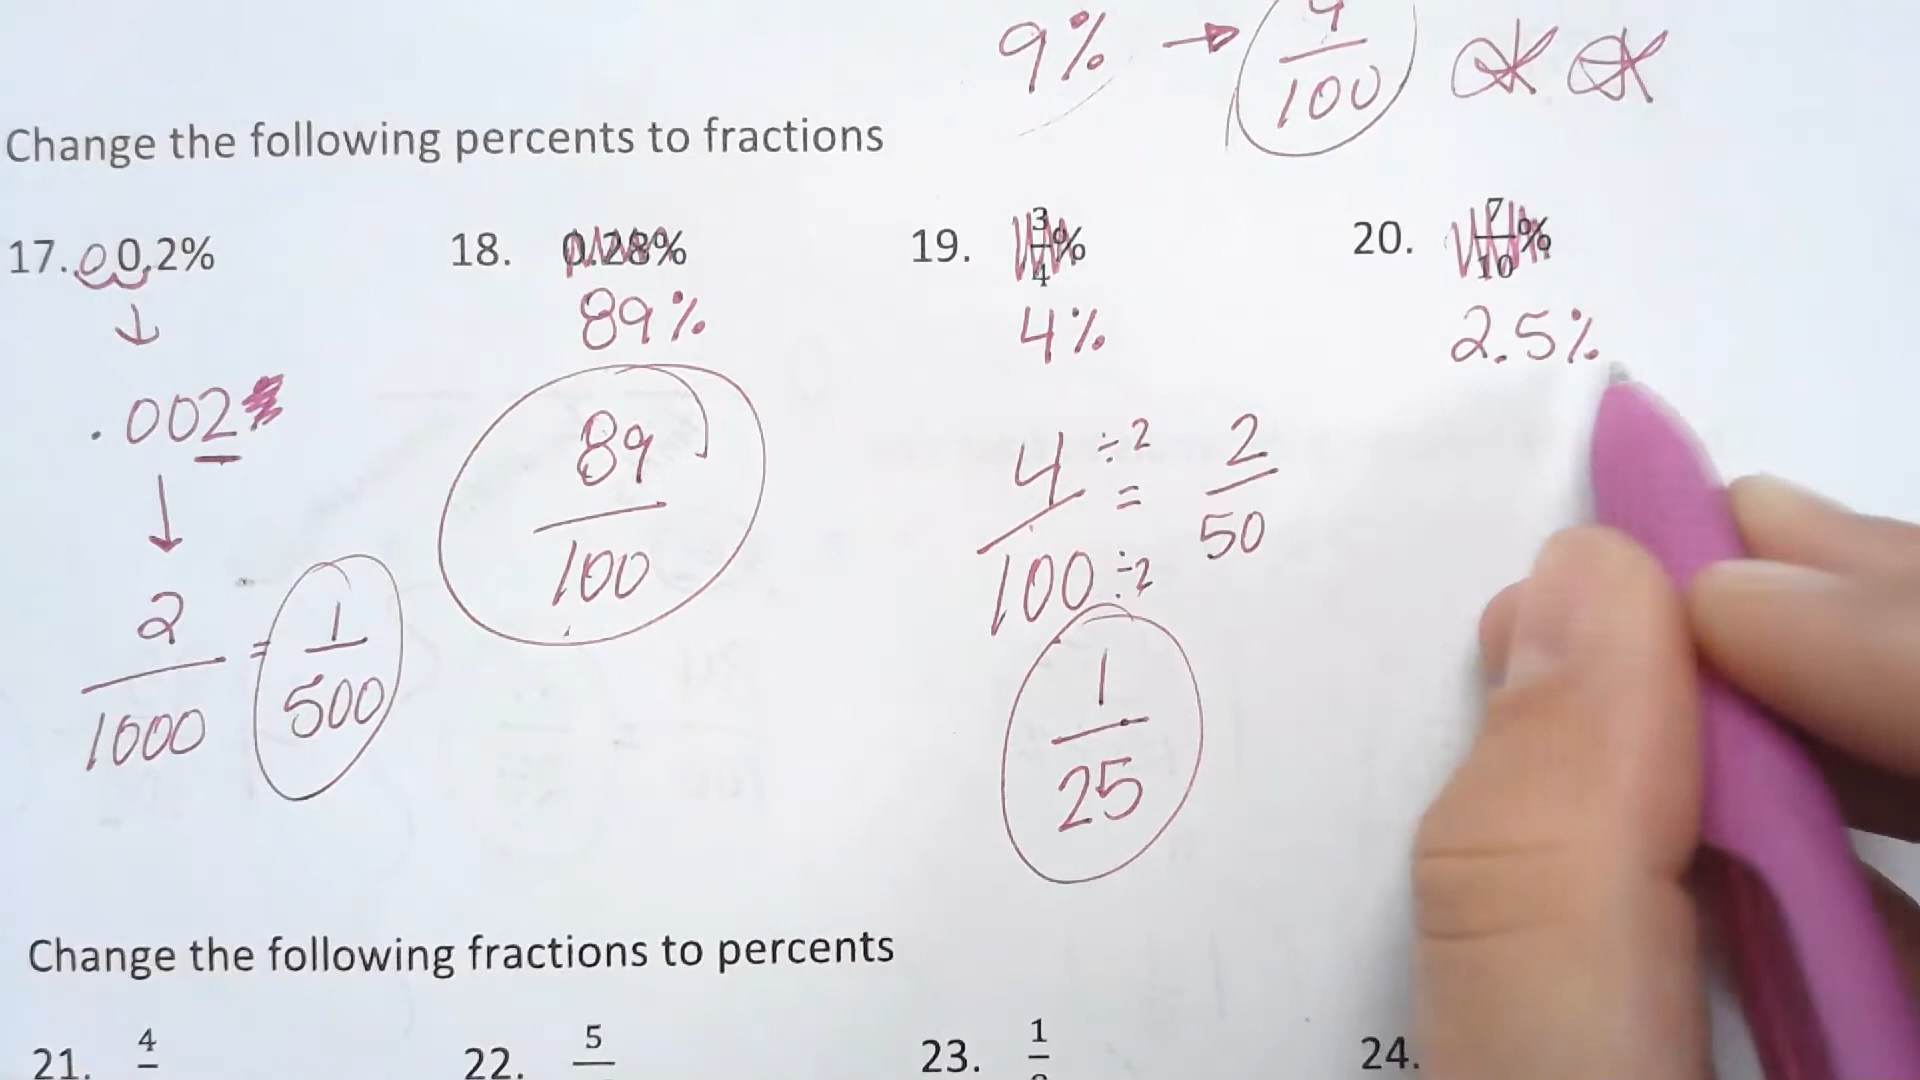 9% → 9/100
Change the following percents to fractions
17. 00.2% 18. 0.28% 19. 3/4% 20. 7/10%
89% 4% 2.5%
.002
89/100 4/100 ÷2 ÷2 = 2/50
2/1000 = 1/500
1/25
Change the following fractions to percents
21. 4 22. 5 23. 1 24.